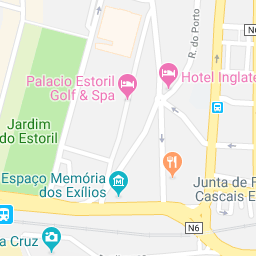 R. do Porto
Palacio Estoril
Golf & Spa
Hotel Inglate
Jardim
do Estoril
Espaço Memória
dos Exílios
Junta de F
Cascais E
N6
N6
a Cruz